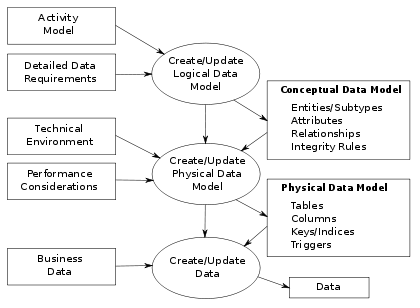 Activity
Model
Detailed Data
Requirements
Create/Update
Logical Data
Model
Conceptual Data Model
Entities/Subtypes
Attributes
Relationships
Integrity Rules
Technical
Environment
Performance
Considerations
Create/Update
Physical Data
Model
Physical Data Model
Tables
Columns
Keys/Indices
Triggers
Business
Data
Create/Update
Data
Data